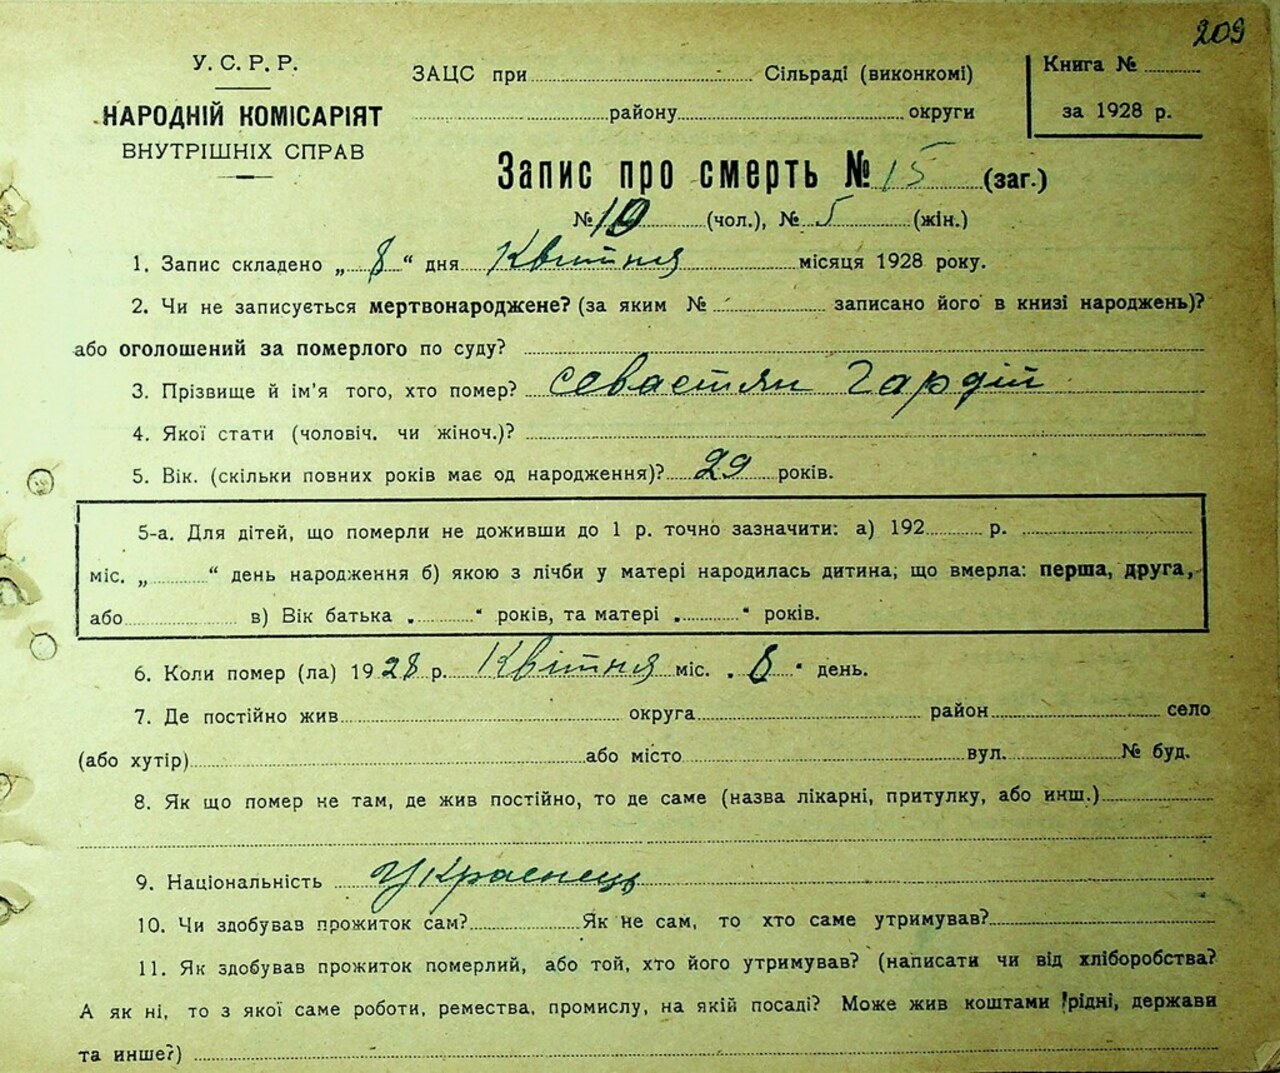 209
У. С. Р. Р.
НАРОДНІЙ КОМІСАРІЯТ
ВНУТРІШНІХ СПРАВ
ЗАЦС при Сільраді (виконкомі)
району округи
Книга №
за 1928 р.
Запис про смерть № 15 (заг.)
№ 10 (чол.), № 5 (жін.)
1. Запис складено „ 8 “ дня Квітня місяця 1928 року.
2. Чи не записується мертвонароджене? (за яким № записано його в книзі народжень)?
або оголошений за померлого по суду?
3. Прізвище й ім'я того, хто помер? Севастян Гардій
4. Якої стати (чоловіч. чи жіноч.)?
5. Вік. (скільки повних років має од народження)? 29 років.
5-а. Для дітей, що померли не доживши до 1 р. точно зазначити: а) 192 р.
міс. „ “ день народження б) якою з лічби у матері народилась дитина; що вмерла: перша, друга,
або в) Вік батька „ “ років, та матері „ “ років.
6. Коли помер (ла) 1928 р. Квітня міс. „ 8 “ день.
7. Де постійно жив округа район село
(або хутір) або місто вул. № буд.
8. Як що помер не там, де жив постійно, то де саме (назва лікарні, притулку, або инш.)
9. Національність Украенець
10. Чи здобував прожиток сам? Як не сам, то хто саме утримував?
11. Як здобував прожиток померлий, або той, хто його утримував? (написати чи від хліборобства?
А як ні, то з якої саме роботи, ремества, промислу, на якій посаді? Може жив коштами рідні, держави
та инше?)